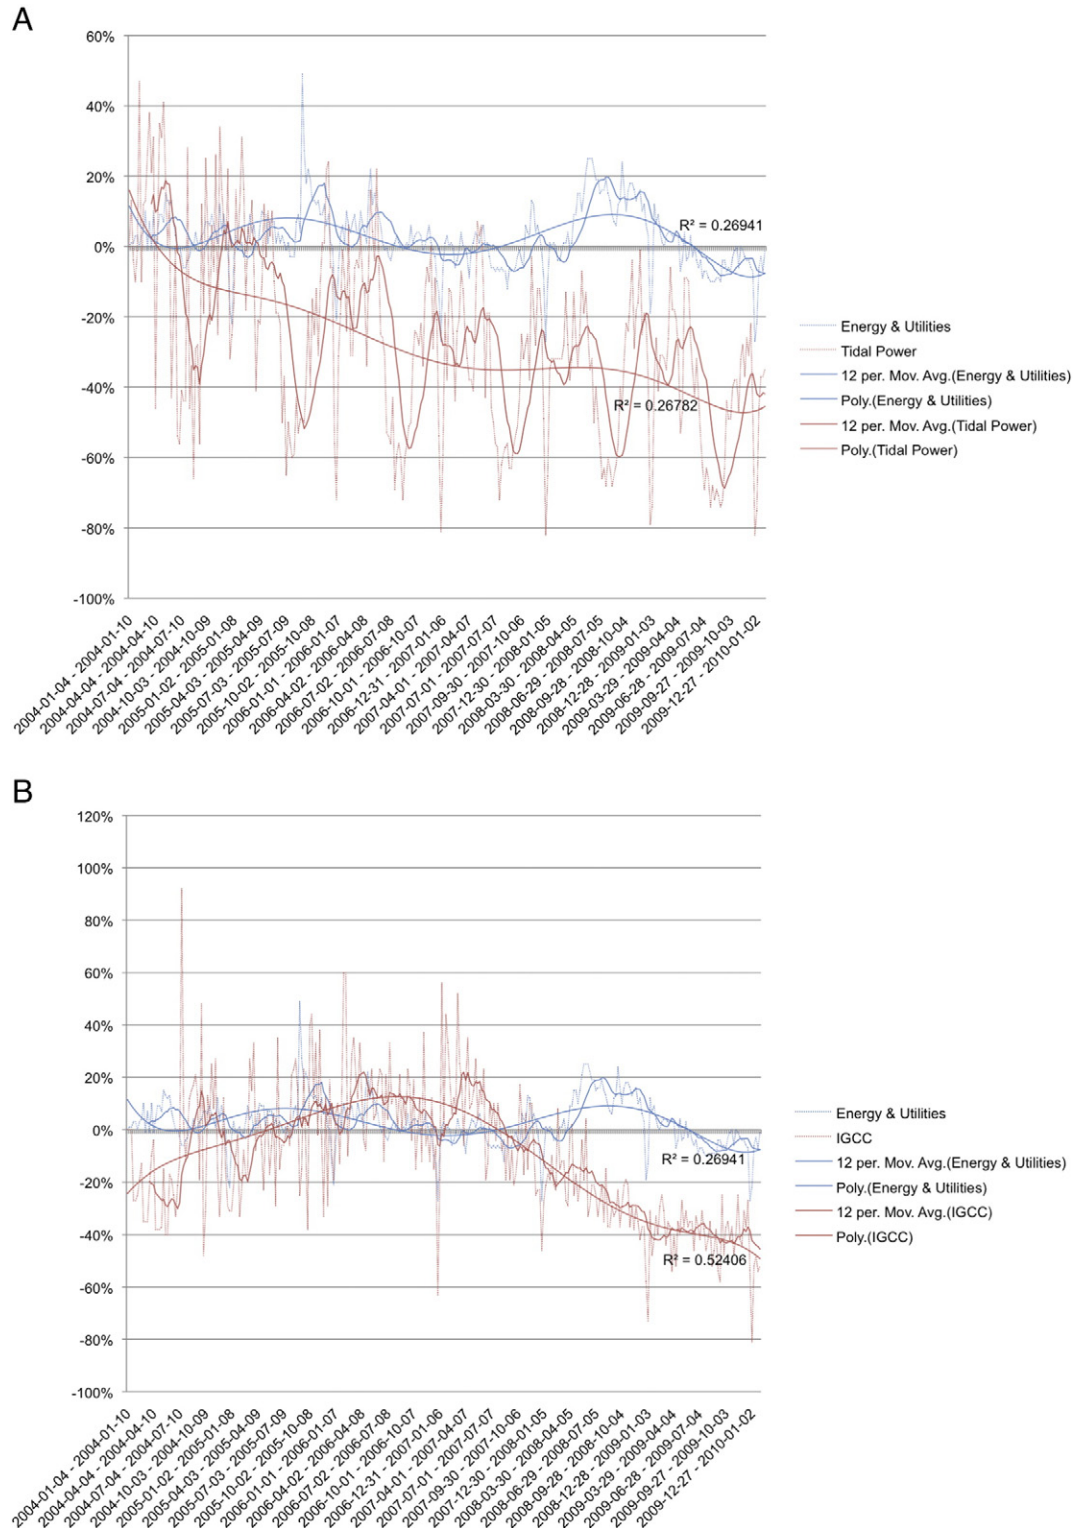 A
60%
40%
20%
0%
-20%
-40%
-60%
-80%
-100%
R² = 0.26941
R² = 0.26782
Energy & Utilities
Tidal Power
12 per. Mov. Avg.(Energy & Utilities)
Poly.(Energy & Utilities)
12 per. Mov. Avg.(Tidal Power)
Poly.(Tidal Power)
2004-01-04 - 2004-01-10
2004-04-04 - 2004-04-10
2004-07-04 - 2004-07-10
2004-10-03 - 2004-10-09
2005-01-02 - 2005-01-08
2005-04-03 - 2005-04-09
2005-07-03 - 2005-07-09
2005-10-02 - 2005-10-08
2006-01-01 - 2006-01-07
2006-04-02 - 2006-04-08
2006-07-02 - 2006-07-08
2006-10-01 - 2006-10-07
2006-12-31 - 2007-01-06
2007-04-01 - 2007-04-07
2007-07-01 - 2007-07-07
2007-09-30 - 2007-10-06
2007-12-30 - 2008-01-05
2008-03-30 - 2008-04-05
2008-06-29 - 2008-07-05
2008-09-28 - 2008-10-04
2008-12-28 - 2009-01-03
2009-03-29 - 2009-04-04
2009-06-28 - 2009-07-04
2009-09-27 - 2009-10-03
2009-12-27 - 2010-01-02
B
120%
100%
80%
60%
40%
20%
0%
-20%
-40%
-60%
-80%
-100%
R² = 0.26941
R² = 0.52406
Energy & Utilities
IGCC
12 per. Mov. Avg.(Energy & Utilities)
Poly.(Energy & Utilities)
12 per. Mov. Avg.(IGCC)
Poly.(IGCC)
2004-01-04 - 2004-01-10
2004-04-04 - 2004-04-10
2004-07-04 - 2004-07-10
2004-10-03 - 2004-10-09
2005-01-02 - 2005-01-08
2005-04-03 - 2005-04-09
2005-07-03 - 2005-07-09
2005-10-02 - 2005-10-08
2006-01-01 - 2006-01-07
2006-04-02 - 2006-04-08
2006-07-02 - 2006-07-08
2006-10-01 - 2006-10-07
2006-12-31 - 2007-01-06
2007-04-01 - 2007-04-07
2007-07-01 - 2007-07-07
2007-09-30 - 2007-10-06
2007-12-30 - 2008-01-05
2008-03-30 - 2008-04-05
2008-06-29 - 2008-07-05
2008-09-28 - 2008-10-04
2008-12-28 - 2009-01-03
2009-03-29 - 2009-04-04
2009-06-28 - 2009-07-04
2009-09-27 - 2009-10-03
2009-12-27 - 2010-01-02